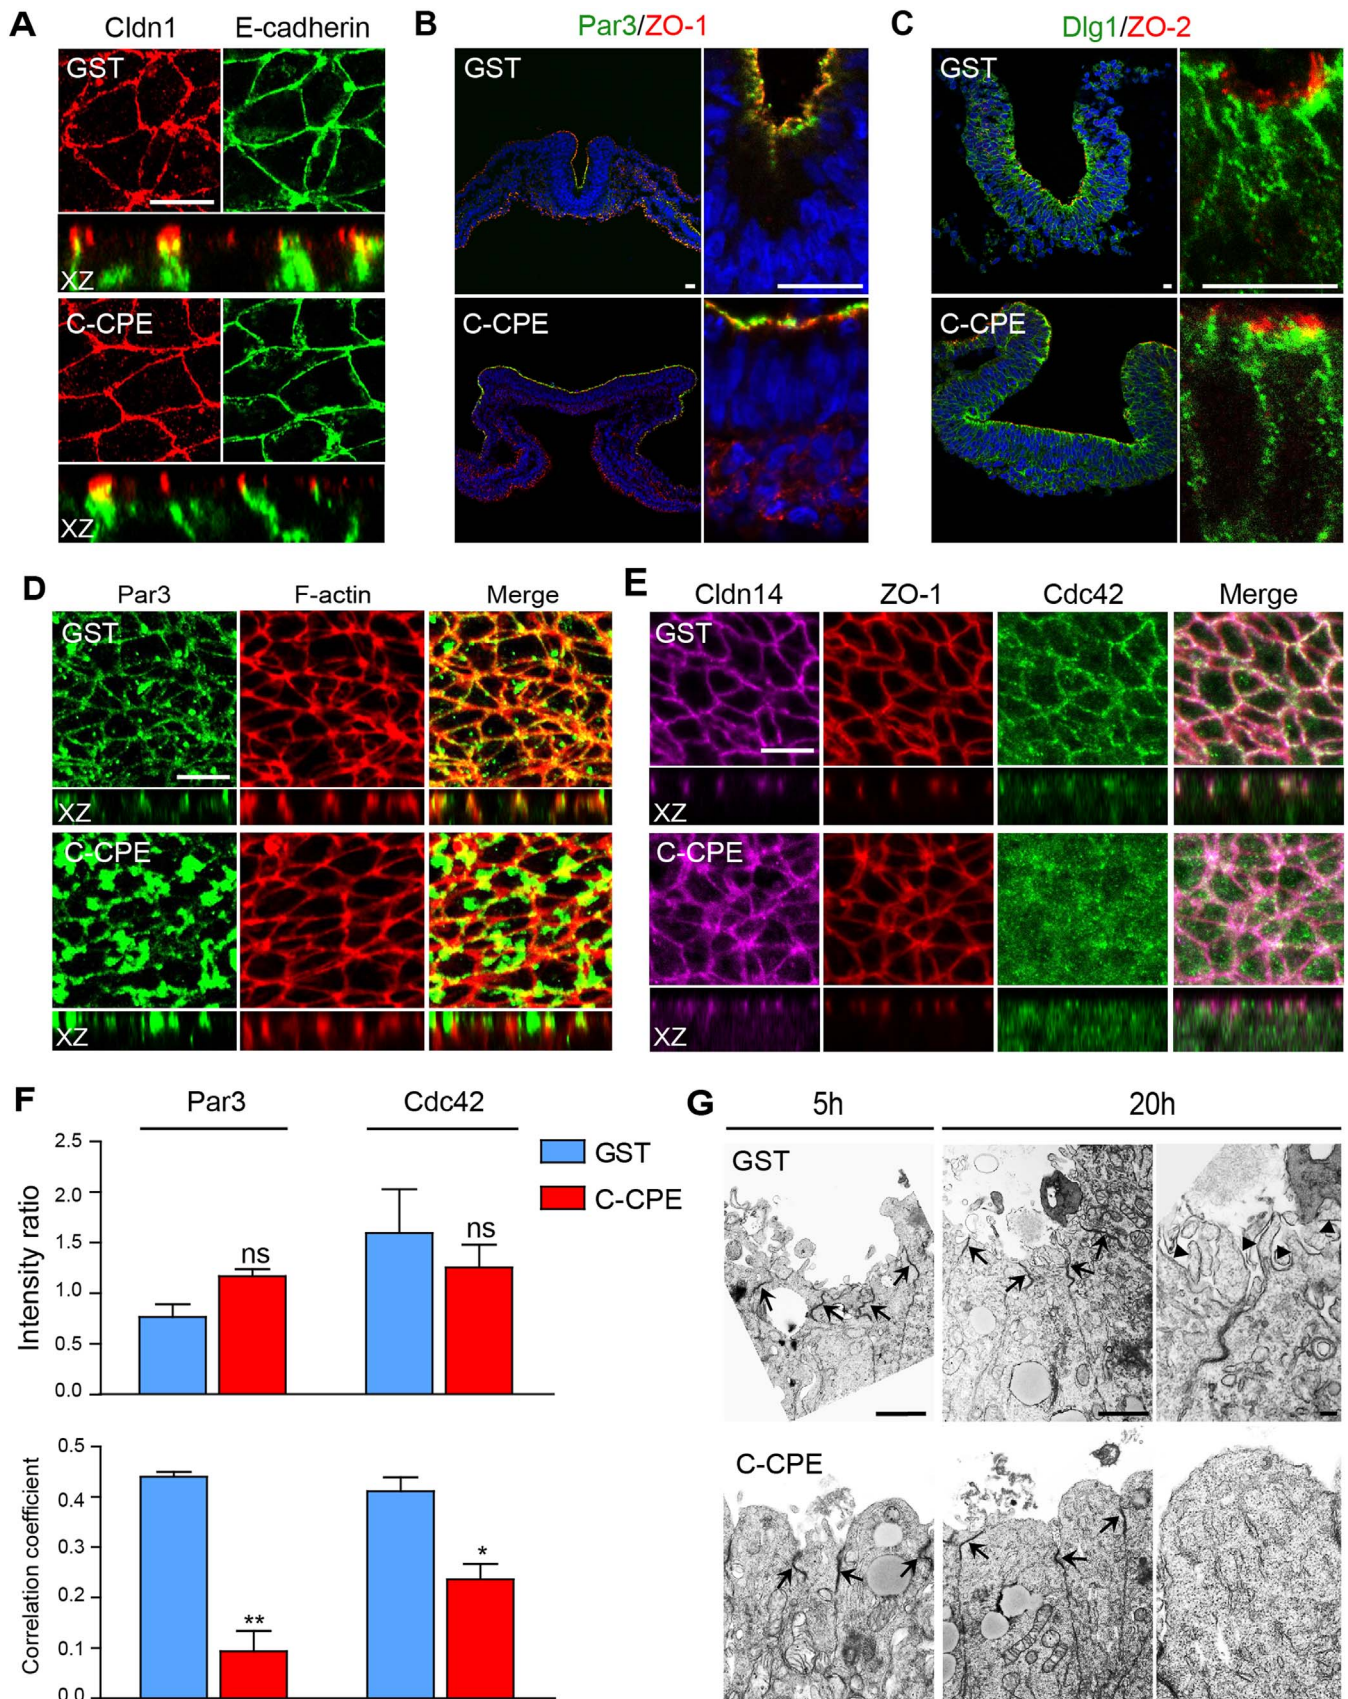 A
Cldn1 E-cadherin
GST
XZ
C-CPE
XZ
B
Par3/ZO-1
GST
C-CPE
C
Dlg1/ZO-2
GST
C-CPE
D
Par3 F-actin Merge
GST
XZ
C-CPE
XZ
E
Cldn14 ZO-1 Cdc42 Merge
GST
XZ
C-CPE
XZ
F
Par3 Cdc42
GST
C-CPE
Intensity ratio
2.5
2.0
1.5
1.0
0.5
0.0
ns ns
Correlation coefficient
0.5
0.4
0.3
0.2
0.1
0.0
** *
G
5h 20h
GST
C-CPE